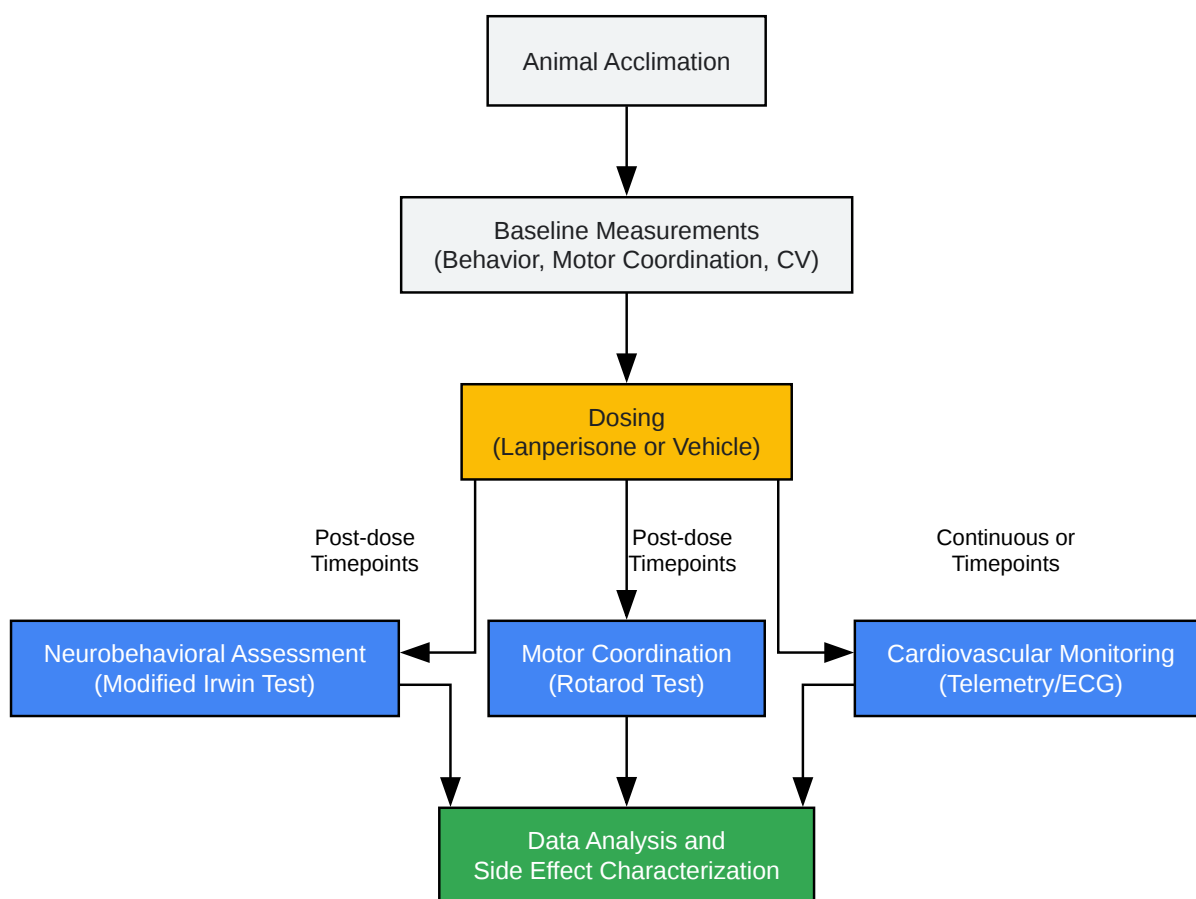 Animal Acclimation
Baseline Measurements
(Behavior, Motor Coordination, CV)
Dosing
(Lanperisone or Vehicle)
Post-dose
Timepoints
Post-dose
Timepoints
Continuous or
Timepoints
Neurobehavioral Assessment
(Modified Irwin Test)
Motor Coordination
(Rotarod Test)
Cardiovascular Monitoring
(Telemetry/ECG)
Data Analysis and
Side Effect Characterization